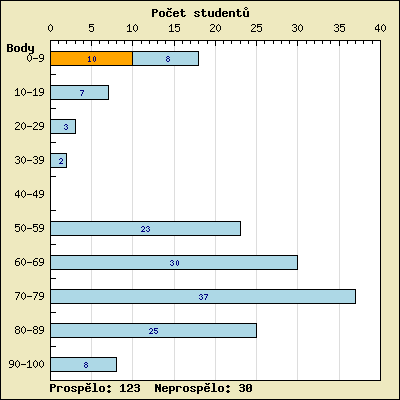 Počet studentů
0 5 10 15 20 25 30 35 40
Body
0-9 10 8
10-19 7
20-29 3
30-39 2
40-49
50-59 23
60-69 30
70-79 37
80-89 25
90-100 8
Prospělo: 123 Neprospělo: 30